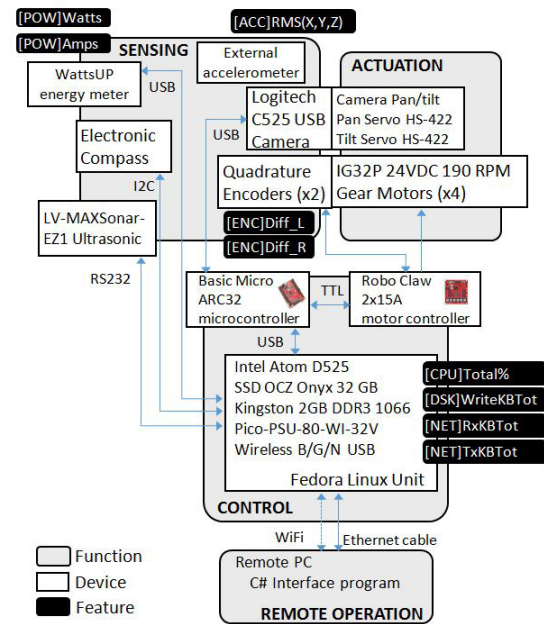 [POW]Watts
[ACC]RMS(X,Y,Z)
[POW]Amps
SENSING
WattsUP
energy meter
USB
External
accelerometer
ACTUATION
Logitech
C525 USB
Camera
USB
Camera Pan/tilt
Pan Servo HS-422
Tilt Servo HS-422
Electronic
Compass
I2C
Quadrature
Encoders (x2)
IG32P 24VDC 190 RPM
Gear Motors (x4)
LV-MAXSonar-
EZ1 Ultrasonic
[ENC]Diff_L
[ENC]Diff_R
RS232
Basic Micro
ARC32
microcontroller
TTL
Robo Claw
2x15A
motor controller
USB
Intel Atom D525
SSD OCZ Onyx 32 GB
Kingston 2GB DDR3 1066
Pico-PSU-80-WI-32V
Wireless B/G/N USB
Fedora Linux Unit
[CPU]Total%
[DSK]WriteKBTot
[NET]RxKBTot
[NET]TxKBTot
CONTROL
WiFi
Ethernet cable
Remote PC
C# Interface program
REMOTE OPERATION
Function
Device
Feature